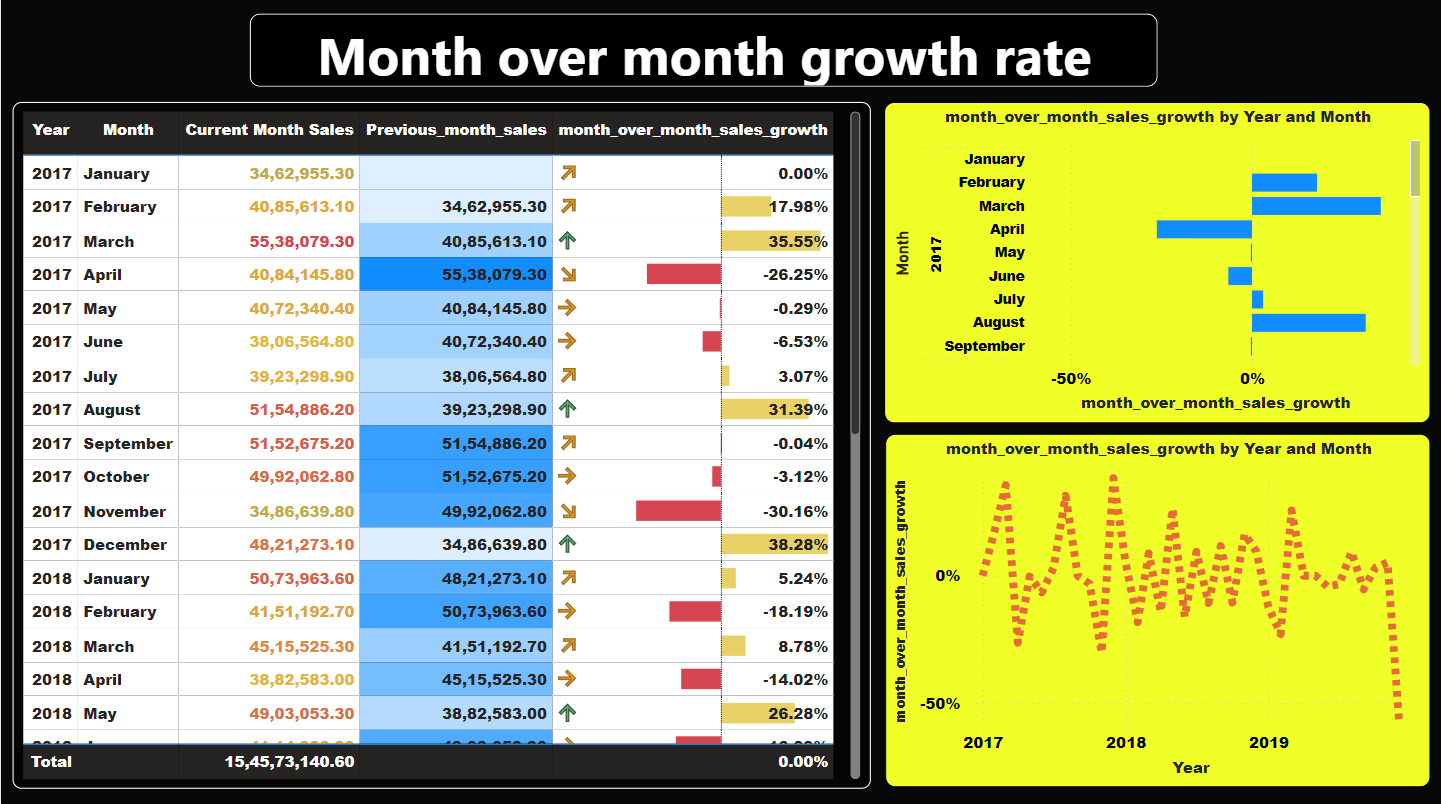 Month over month growth rate
Year Month Current Month Sales Previous_month_sales month_over_month_sales_growth
2017 January 34,62,955.30 0.00%
2017 February 40,85,613.10 34,62,955.30 17.98%
2017 March 55,38,079.30 40,85,613.10 35.55%
2017 April 40,84,145.80 55,38,079.30 -26.25%
2017 May 40,72,340.40 40,84,145.80 -0.29%
2017 June 38,06,564.80 40,72,340.40 -6.53%
2017 July 39,23,298.90 38,06,564.80 3.07%
2017 August 51,54,886.20 39,23,298.90 31.39%
2017 September 51,52,675.20 51,54,886.20 -0.04%
2017 October 49,92,062.80 51,52,675.20 -3.12%
2017 November 34,86,639.80 49,92,062.80 -30.16%
2017 December 48,21,273.10 34,86,639.80 38.28%
2018 January 50,73,963.60 48,21,273.10 5.24%
2018 February 41,51,192.70 50,73,963.60 -18.19%
2018 March 45,15,525.30 41,51,192.70 8.78%
2018 April 38,82,583.00 45,15,525.30 -14.02%
2018 May 49,03,053.30 38,82,583.00 26.28%
Total 15,45,73,140.60 0.00%
month_over_month_sales_growth by Year and Month
Month
2017
January
February
March
April
May
June
July
August
September
-50% 0%
month_over_month_sales_growth
month_over_month_sales_growth by Year and Month
month_over_month_sales_growth
0%
-50%
2017 2018 2019
Year